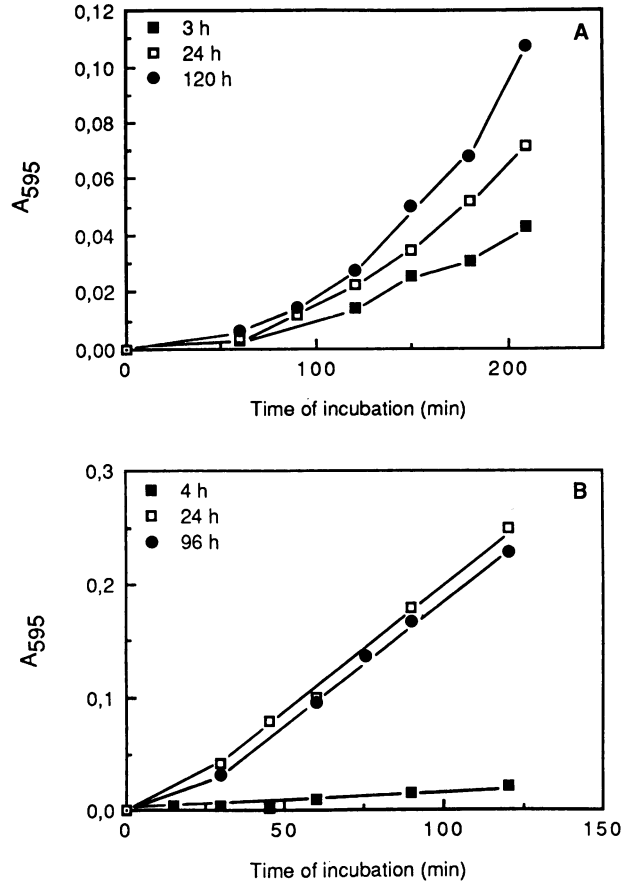 0,12
A
3 h
24 h
120 h
0,10
0,08
0,06
0,04
0,02
0,00
A595
0
100
200
Time of incubation (min)
0,3
B
4 h
24 h
96 h
0,2
0,1
0,0
A595
0
50
100
150
Time of incubation (min)